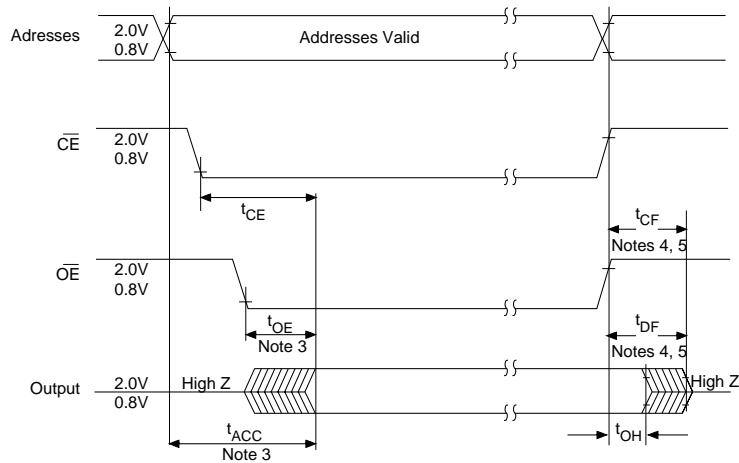 Adresses 2.0V Addresses Valid
0.8V
CE 2.0V
0.8V
tCE
tCF
Notes 4, 5
OE 2.0V
0.8V
tOE
Note 3
tDF
Notes 4, 5
Output 2.0V High Z High Z
0.8V
tACC
Note 3
tOH